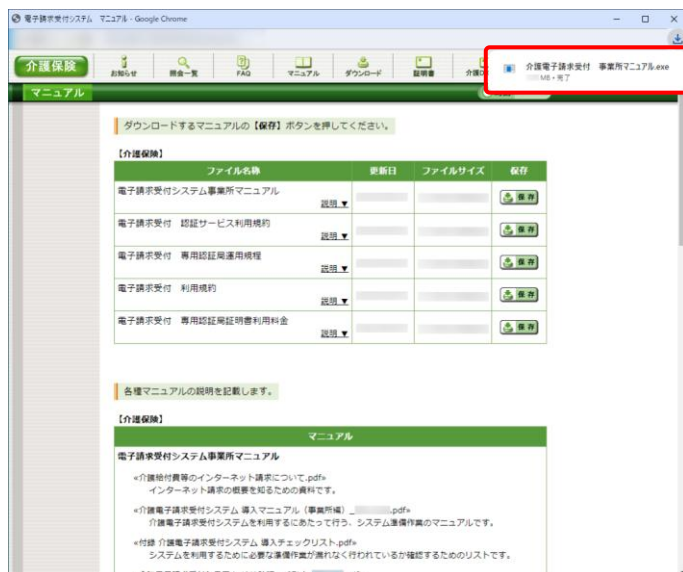 電子請求受付システム マニュアル - Google Chrome
介護保険
お知らせ
照会一覧
FAQ
マニュアル
ダウンロード
証明書
介護電子請求受付 事業所マニュアル.exe
MB • 完了
マニュアル
ダウンロードするマニュアルの【保存】ボタンを押してください。
【介護保険】
ファイル名称 更新日 ファイルサイズ 保存
電子請求受付システム事業所マニュアル
説明 ▼ 保存
電子請求受付 認証サービス利用規約
説明 ▼ 保存
電子請求受付 専用認証局運用規程
説明 ▼ 保存
電子請求受付 利用規約
説明 ▼ 保存
電子請求受付 専用認証局証明書利用料金
説明 ▼ 保存
各種マニュアルの説明を記載します。
【介護保険】
マニュアル
電子請求受付システム事業所マニュアル
«介護給付費等のインターネット請求について.pdf»
インターネット請求の概要を知るための資料です。
«介護電子請求受付システム 導入マニュアル（事業所編）_ .pdf»
介護電子請求受付システムを利用するにあたって行う、システム準備作業のマニュアルです。
«付録 介護電子請求受付システム 導入チェックリスト.pdf»
システムを利用するために必要な準備作業が漏れなく行われているか確認するためのリストです。